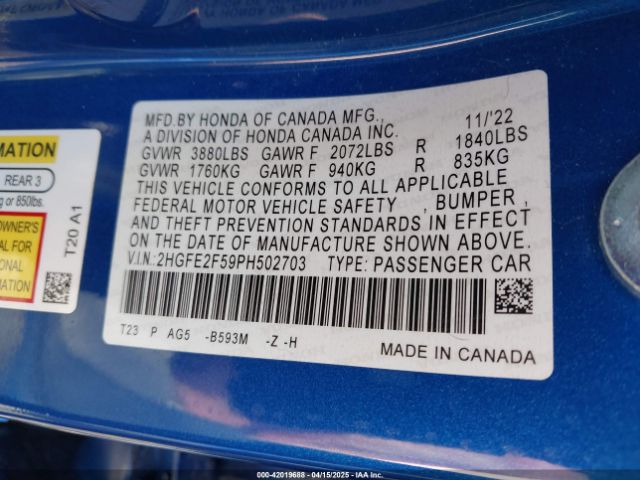 MFD.BY HONDA OF CANADA MFG., 11/'22
A DIVISION OF HONDA CANADA INC.
GVWR 3880LBS GAWR F 2072LBS R 1840LBS
GVWR 1760KG GAWR F 940KG R 835KG
THIS VEHICLE CONFORMS TO ALL APPLICABLE
FEDERAL MOTOR VEHICLE SAFETY , BUMPER ,
AND THEFT PREVENTION STANDARDS IN EFFECT
ON THE DATE OF MANUFACTURE SHOWN ABOVE.
V.I.N.:2HGFE2F59PH502703 TYPE: PASSENGER CAR
T23 P AG5 -B593M -Z -H
MADE IN CANADA
MATION
REAR 3
g or 850lbs.
OWNER'S
AL FOR
IONAL
MATION
T20 A1
000-42019688 - 04/15/2025 - IAA Inc.